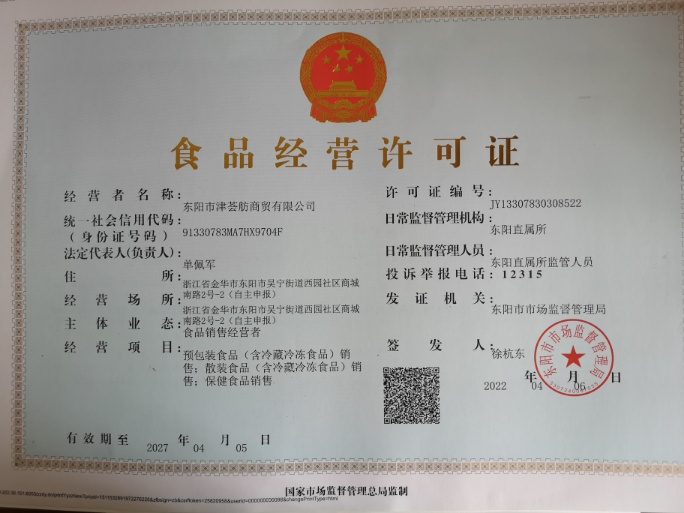 食品经营许可证
经营者名称：
东阳市津荟舫商贸有限公司
统一社会信用代码：
（身份证号码）
91330783MA7HX9704F
法定代表人(负责人)：
单佩军
住所：
浙江省金华市东阳市吴宁街道西园社区商城
南路2号-2（自主申报）
经营场所：
浙江省金华市东阳市吴宁街道西园社区商城
南路2号-2（自主申报）
主体业态：
食品销售经营者
经营项目：
预包装食品（含冷藏冷冻食品）销
售；散装食品（含冷藏冷冻食品）销
售；保健食品销售
有效期至 2027 年 04 月 05 日
许可证编号：
JY13307830308522
日常监督管理机构：
东阳直属所
日常监督管理人员：
东阳直属所监管人员
投诉举报电话：12315
发证机关：
东阳市市场监督管理局
签发人：
徐杭东
2022 年 04 月 06 日
东阳市市场监督管理局
国家市场监督管理总局监制